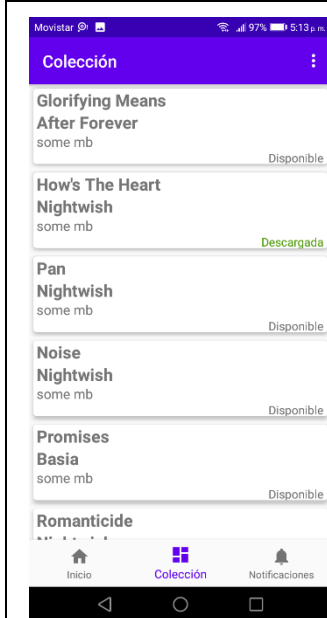 Movistar
97% 5:13 p.m.
Colección
Glorifying Means
After Forever
some mb
Disponible
How's The Heart
Nightwish
some mb
Descargada
Pan
Nightwish
some mb
Disponible
Noise
Nightwish
some mb
Disponible
Promises
Basia
some mb
Disponible
Romanticide
Inicio Colección Notificaciones